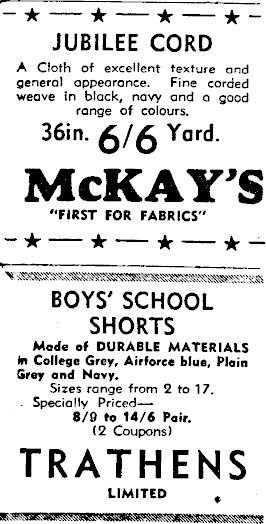 JUBILEE CORD
A Cloth of excellent texture and
general appearance. Fine corded
weave in black, navy and a good
range of colours.
36in. 6/6 Yard.
McKAY'S
"FIRST FOR FABRICS"
BOYS' SCHOOL
SHORTS
Made of DURABLE MATERIALS
in College Grey, Airforce blue, Plain
Grey and Navy.
Sizes range from 2 to 17.
Specially Priced—
8/9 to 14/6 Pair.
(2 Coupons)
TRATHENS
LIMITED